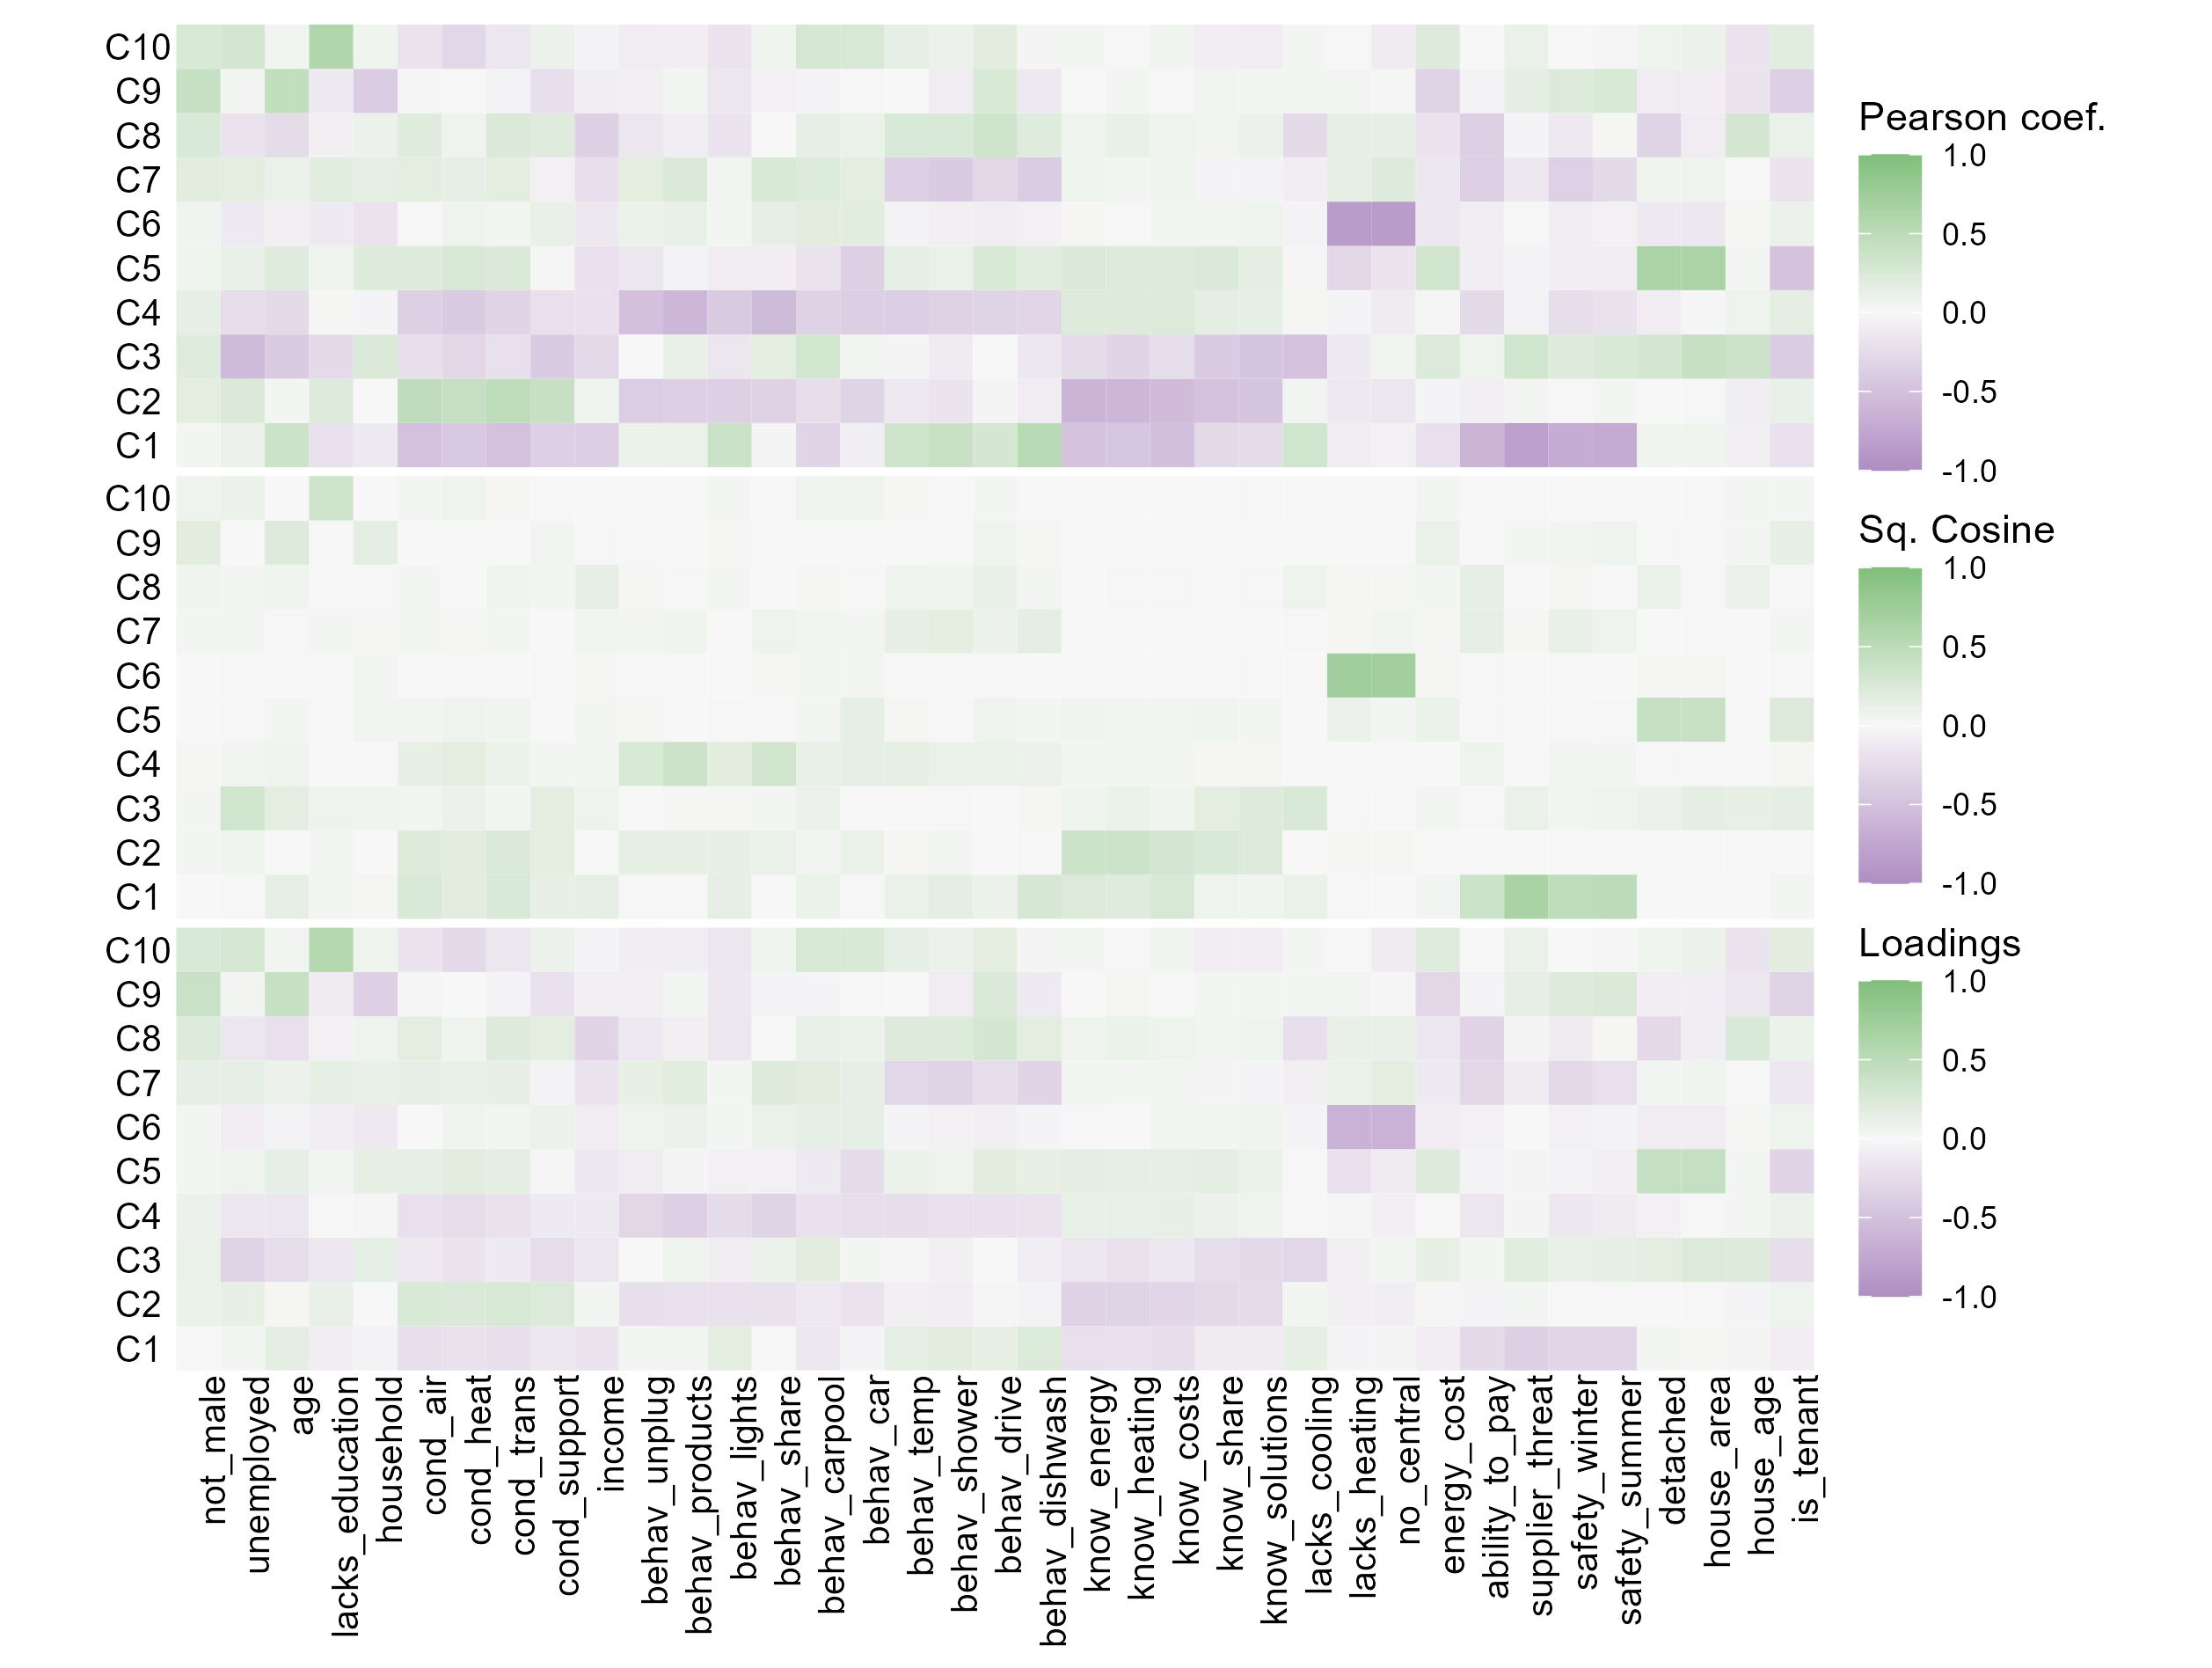 C10
C9
C8
C7
C6
C5
C4
C3
C2
C1
Pearson coef.
1.0
0.5
0.0
-0.5
-1.0
C10
C9
C8
C7
C6
C5
C4
C3
C2
C1
Sq. Cosine
1.0
0.5
0.0
-0.5
-1.0
C10
C9
C8
C7
C6
C5
C4
C3
C2
C1
Loadings
1.0
0.5
0.0
-0.5
-1.0
not_male
unemployed
age
lacks_education
household
cond_air
cond_heat
cond_trans
cond_support
income
behav_unplug
behav_products
behav_lights
behav_share
behav_carpool
behav_car
behav_temp
behav_shower
behav_drive
behav_dishwash
know_energy
know_heating
know_costs
know_share
know_solutions
lacks_cooling
lacks_heating
no_central
energy_cost
ability_to_pay
supplier_threat
safety_winter
safety_summer
detached
house_area
house_age
is_tenant